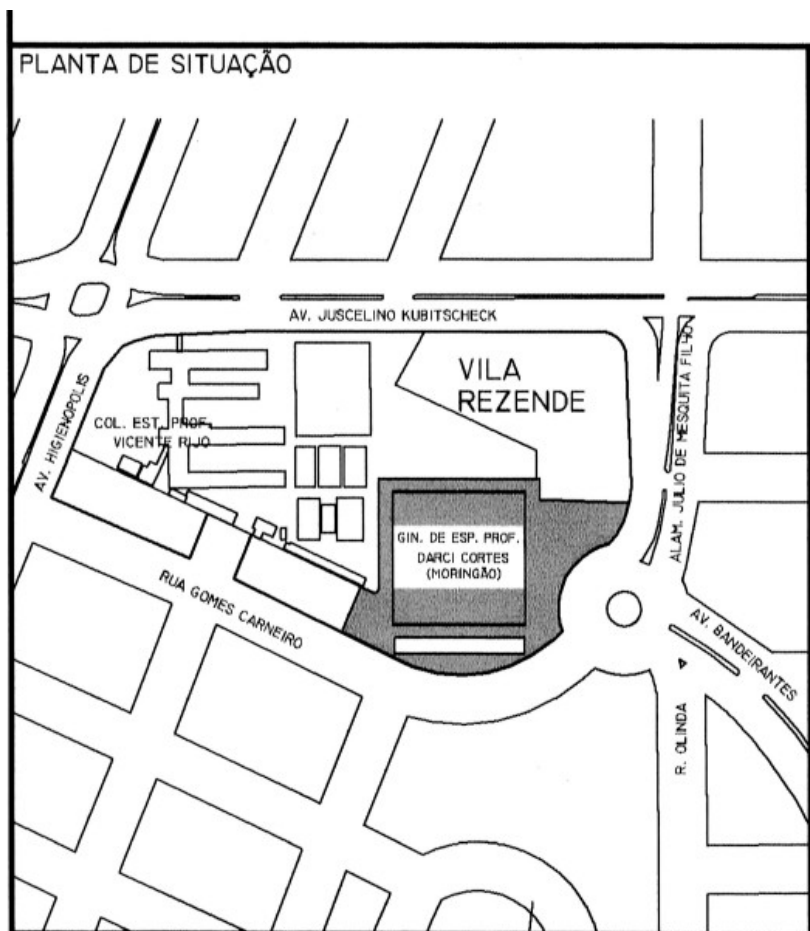 PLANTA DE SITUAÇÃO
AV. JUSCELINO KUBITSCHECK
VILA
REZENDE
ALAM. JULIO DE MESQUITA FILHO
AV. HIGIENOPOLIS
COL. EST. PROF.
VICENTE RIJO
GIN. DE ESP. PROF.
DARCI CORTES
(MORINGÃO)
RUA GOMES CARNEIRO
AV. BANDEIRANTES
R. OLINDA